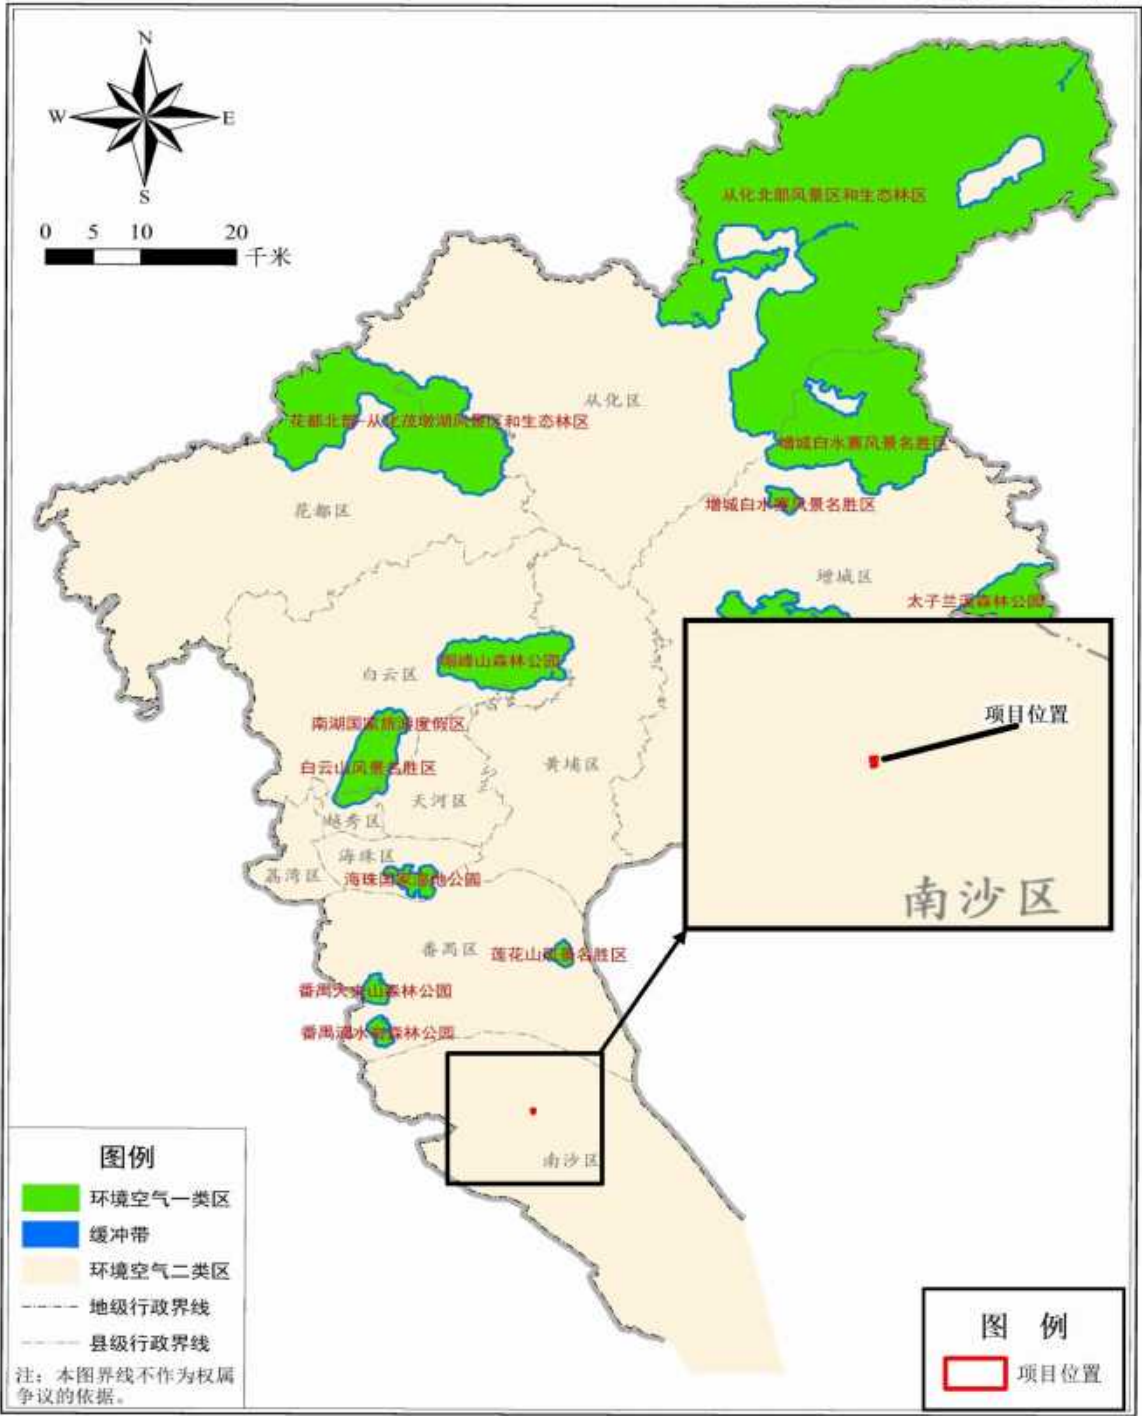 N
W
E
S
0 5 10 20
千米
从化北部风景区和生态林区
从化区
花都北部-从化茂墩湖风景区和生态林区
增城白水寨风景名胜区
花都区
增城白水寨风景名胜区
增城区
太子兰溪森林公园
帽峰山森林公园
白云区
项目位置
南湖国家旅游度假区
白云山风景名胜区
黄埔区
天河区
越秀区
海珠区
荔湾区
海珠国家湿地公园
南沙区
番禺区
莲花山风景名胜区
番禺大夫山森林公园
番禺滴水岩森林公园
南沙区
图例
环境空气一类区
缓冲带
环境空气二类区
地级行政界线
县级行政界线
注：本图界线不作为权属
争议的依据。
图 例
项目位置